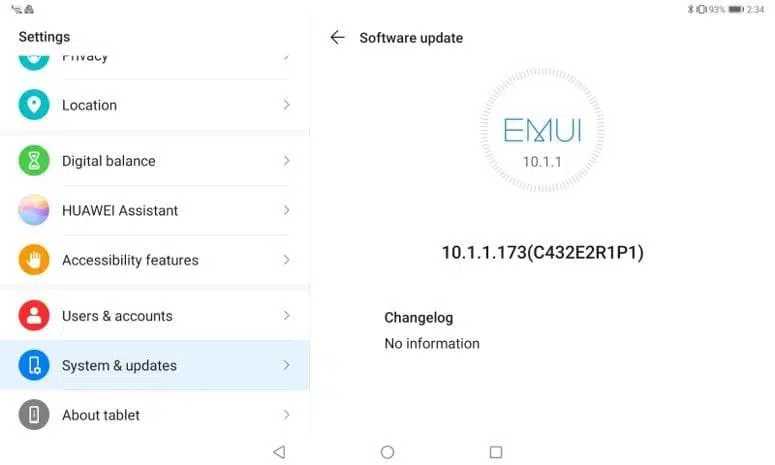 93% 2:34
Settings
Software update
Privacy
Location
EMUI
10.1.1
Digital balance
HUAWEI Assistant
10.1.1.173(C432E2R1P1)
Accessibility features
Users & accounts
Changelog
No information
System & updates
About tablet